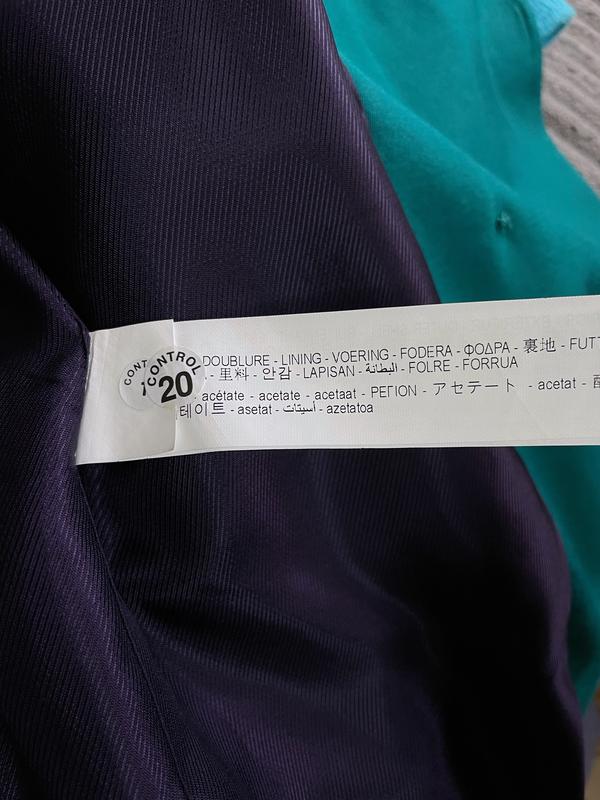 CONTROL
20
DOUBLURE - LINING - VOERING - FODERA - ΦΟΔΡΑ - 裏地 - FUTT
- 里料 - 안감 - LAPISAN - البطانة - FOLRE - FORRUA
acétate - acetate - acetaat - ΡΕΓΙΟΝ - アセテート - acetat -
테이트 - asetat - أسيتات - azetatoa